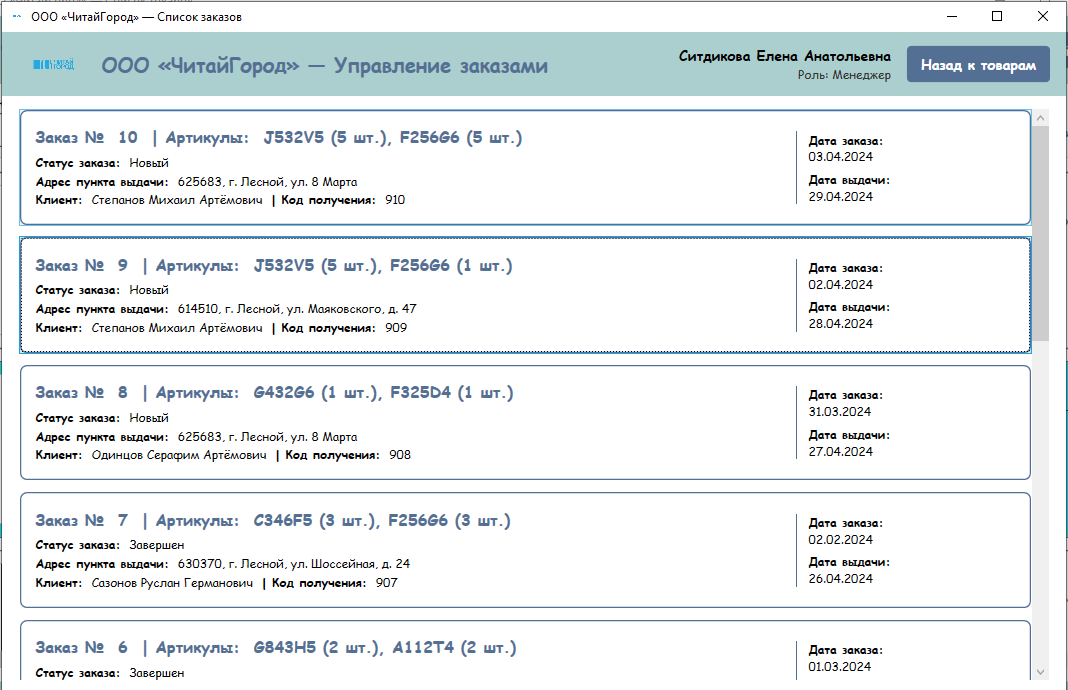 ООО «ЧитайГород» — Список заказов
ООО «ЧитайГород» — Управление заказами
Ситдикова Елена Анатольевна
Роль: Менеджер
Назад к товарам
Заказ № 10 | Артикулы: J532V5 (5 шт.), F256G6 (5 шт.)
Статус заказа: Новый
Адрес пункта выдачи: 625683, г. Лесной, ул. 8 Марта
Клиент: Степанов Михаил Артёмович | Код получения: 910
Дата заказа:
03.04.2024
Дата выдачи:
29.04.2024
Заказ № 9 | Артикулы: J532V5 (5 шт.), F256G6 (1 шт.)
Статус заказа: Новый
Адрес пункта выдачи: 614510, г. Лесной, ул. Маяковского, д. 47
Клиент: Степанов Михаил Артёмович | Код получения: 909
Дата заказа:
02.04.2024
Дата выдачи:
28.04.2024
Заказ № 8 | Артикулы: G432G6 (1 шт.), F325D4 (1 шт.)
Статус заказа: Новый
Адрес пункта выдачи: 625683, г. Лесной, ул. 8 Марта
Клиент: Одинцов Серафим Артёмович | Код получения: 908
Дата заказа:
31.03.2024
Дата выдачи:
27.04.2024
Заказ № 7 | Артикулы: C346F5 (3 шт.), F256G6 (3 шт.)
Статус заказа: Завершен
Адрес пункта выдачи: 630370, г. Лесной, ул. Шоссейная, д. 24
Клиент: Сазонов Руслан Германович | Код получения: 907
Дата заказа:
02.02.2024
Дата выдачи:
26.04.2024
Заказ № 6 | Артикулы: G843H5 (2 шт.), A112T4 (2 шт.)
Статус заказа: Завершен
Дата заказа:
01.03.2024